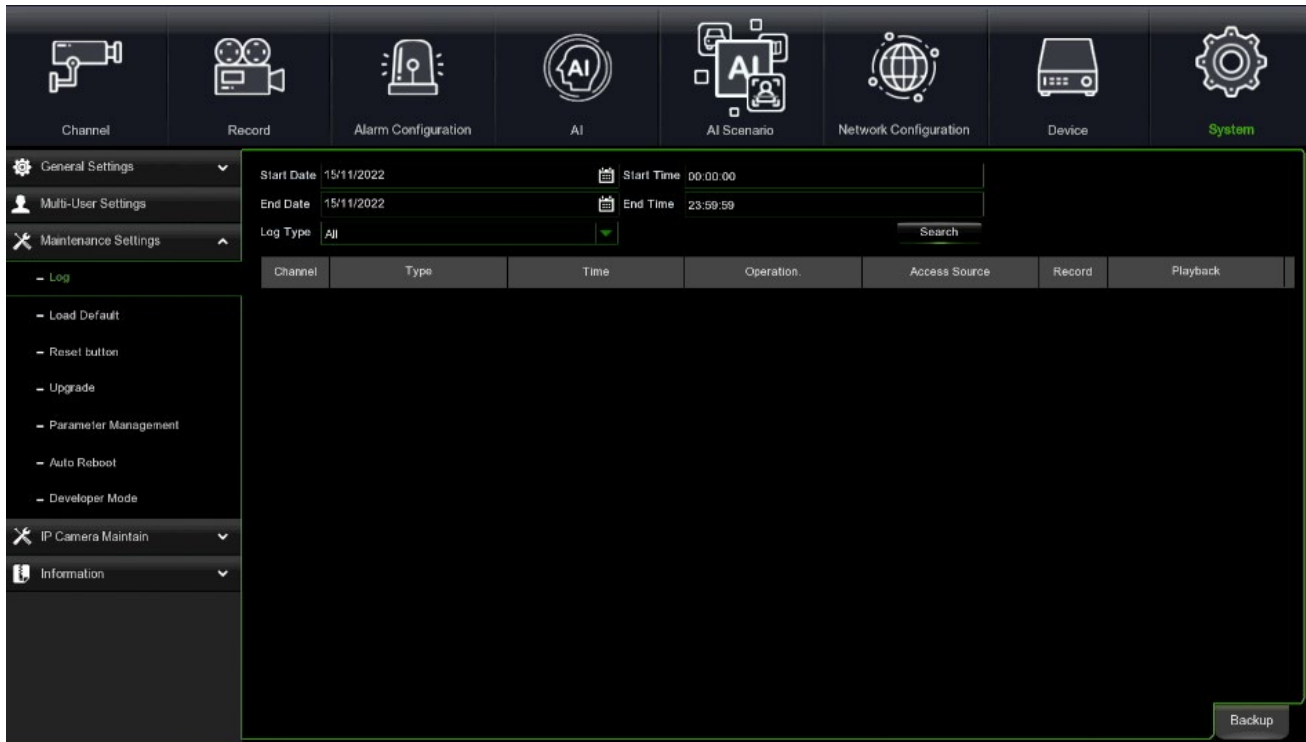 AI
AI
Channel
Record
Alarm Configuration
AI
AI Scenario
Network Configuration
Device
System
General Settings
Multi-User Settings
Maintenance Settings
– Log
– Load Default
– Reset button
– Upgrade
– Parameter Management
– Auto Reboot
– Developer Mode
IP Camera Maintain
Information
Start Date 15/11/2022 Start Time 00:00:00
End Date 15/11/2022 End Time 23:59:59
Log Type All Search
Channel Type Time Operation. Access Source Record Playback
Backup